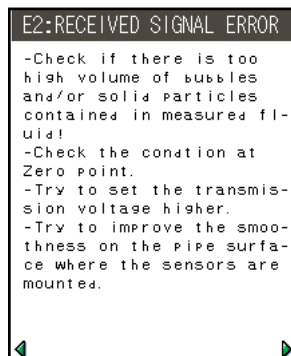 E2:RECEIVED SIGNAL ERROR
-Check if there is too
high volume of bubbles
and/or solid particles
contained in measured fl-
uid!
-Check the condtion at
Zero point.
-Try to set the transmis-
sion voltage higher.
-Try to improve the smoo-
thness on the pipe surfa-
ce where the sensors are
mounted.